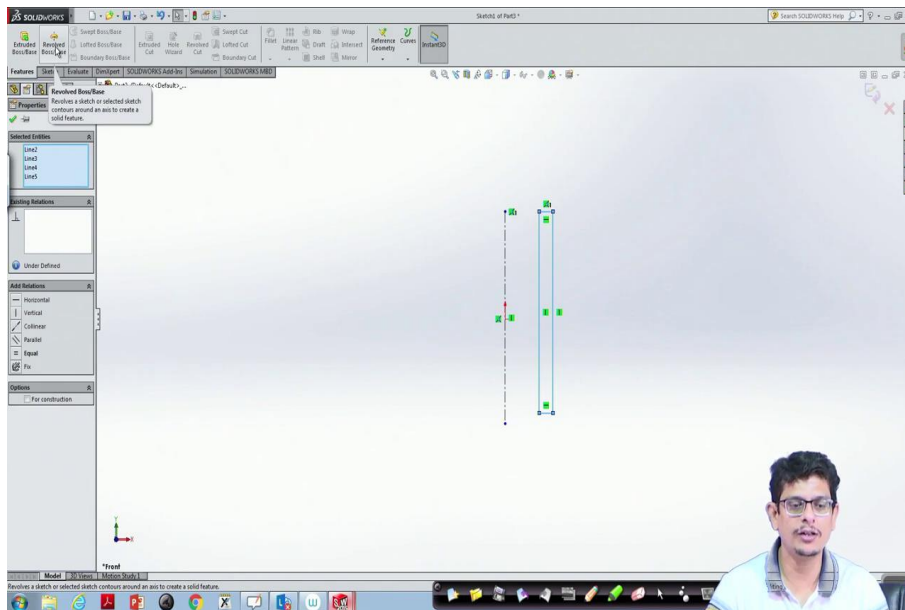 SOLIDWORKS
Sketch1 of Part3 *
Search SOLIDWORKS Help
Extruded Boss/Base
Revolved Boss/Base
Swept Boss/Base
Lofted Boss/Base
Boundary Boss/Base
Extruded Cut
Hole Wizard
Revolved Cut
Swept Cut
Lofted Cut
Boundary Cut
Fillet
Linear Pattern
Rib
Draft
Shell
Wrap
Intersect
Mirror
Reference Geometry
Curves
Instant3D
Features
Evaluate
DimXpert
SOLIDWORKS Add-Ins
Simulation
SOLIDWORKS MBD
Revolved Boss/Base
Revolves a sketch or selected sketch
contours around an axis to create a
solid feature.
Properties
Selected Entities
Line2
Line3
Line4
Line5
Existing Relations
Under Defined
Add Relations
Horizontal
Vertical
Collinear
Parallel
Equal
Fix
Options
For construction
Y
X
*Front
Model
3D Views
Motion Study 1
Revolves a sketch or selected sketch contours around an axis to create a solid feature.